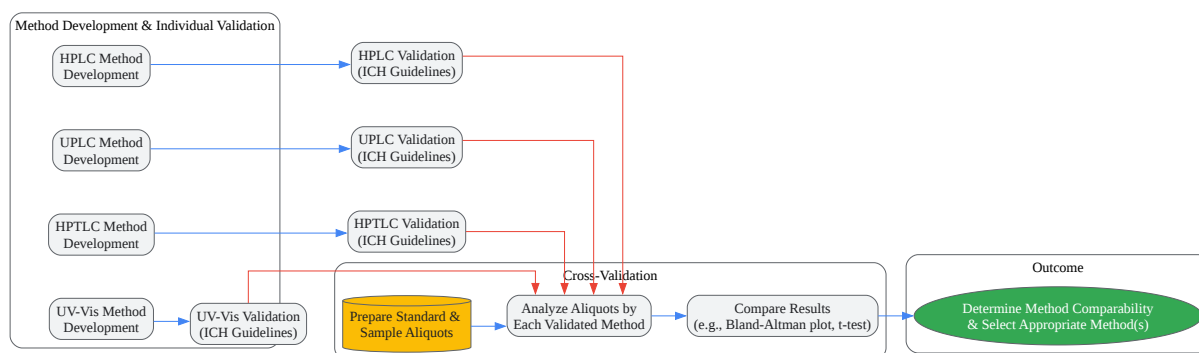 Method Development & Individual Validation
HPLC Method
Development
HPLC Validation
(ICH Guidelines)
UPLC Method
Development
UPLC Validation
(ICH Guidelines)
HPTLC Method
Development
HPTLC Validation
(ICH Guidelines)
UV-Vis Method
Development
UV-Vis Validation
(ICH Guidelines)
Cross-Validation
Prepare Standard &
Sample Aliquots
Analyze Aliquots by
Each Validated Method
Compare Results
(e.g., Bland-Altman plot, t-test)
Outcome
Determine Method Comparability
& Select Appropriate Method(s)